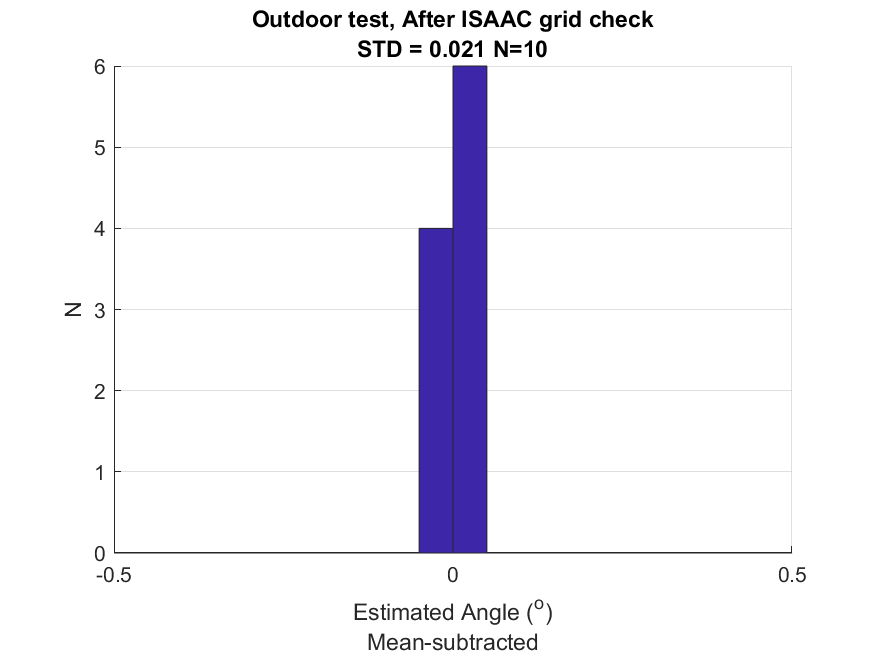 Outdoor test, After ISAAC grid check
STD = 0.021 N=10
6
5
4
3
2
1
0
N
-0.5
0
0.5
Estimated Angle (º)
Mean-subtracted